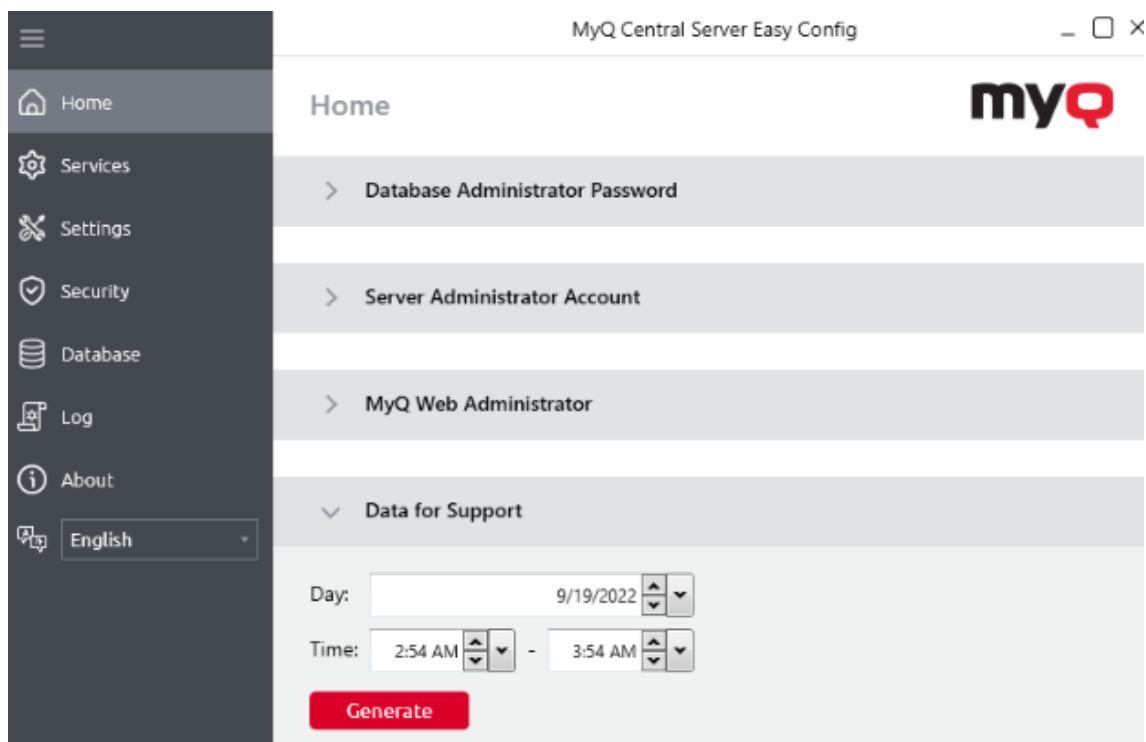 MyQ Central Server Easy Config
Home
Services
Settings
Security
Database
Log
About
English
Home
myQ
Database Administrator Password
Server Administrator Account
MyQ Web Administrator
Data for Support
Day: 9/19/2022
Time: 2:54 AM - 3:54 AM
Generate